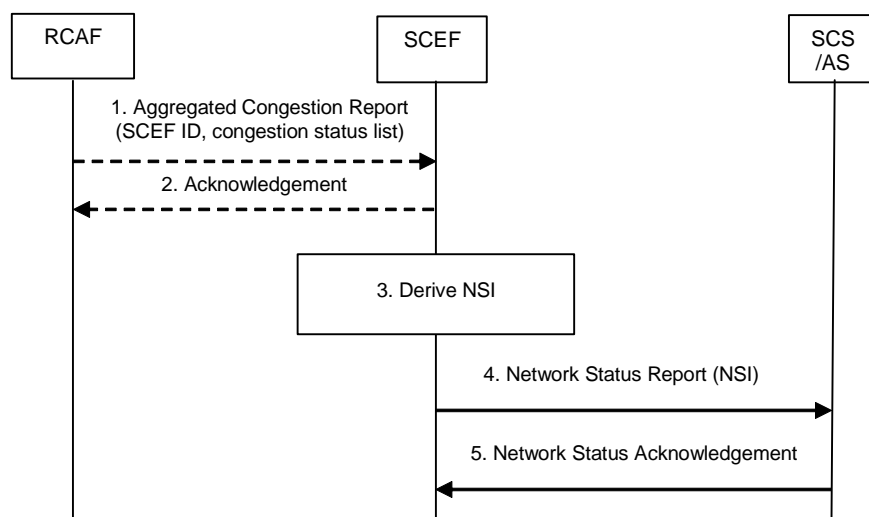 RCAF
SCEF
SCS
/AS
1. Aggregated Congestion Report
(SCEF ID, congestion status list)
2. Acknowledgement
3. Derive NSI
4. Network Status Report (NSI)
5. Network Status Acknowledgement